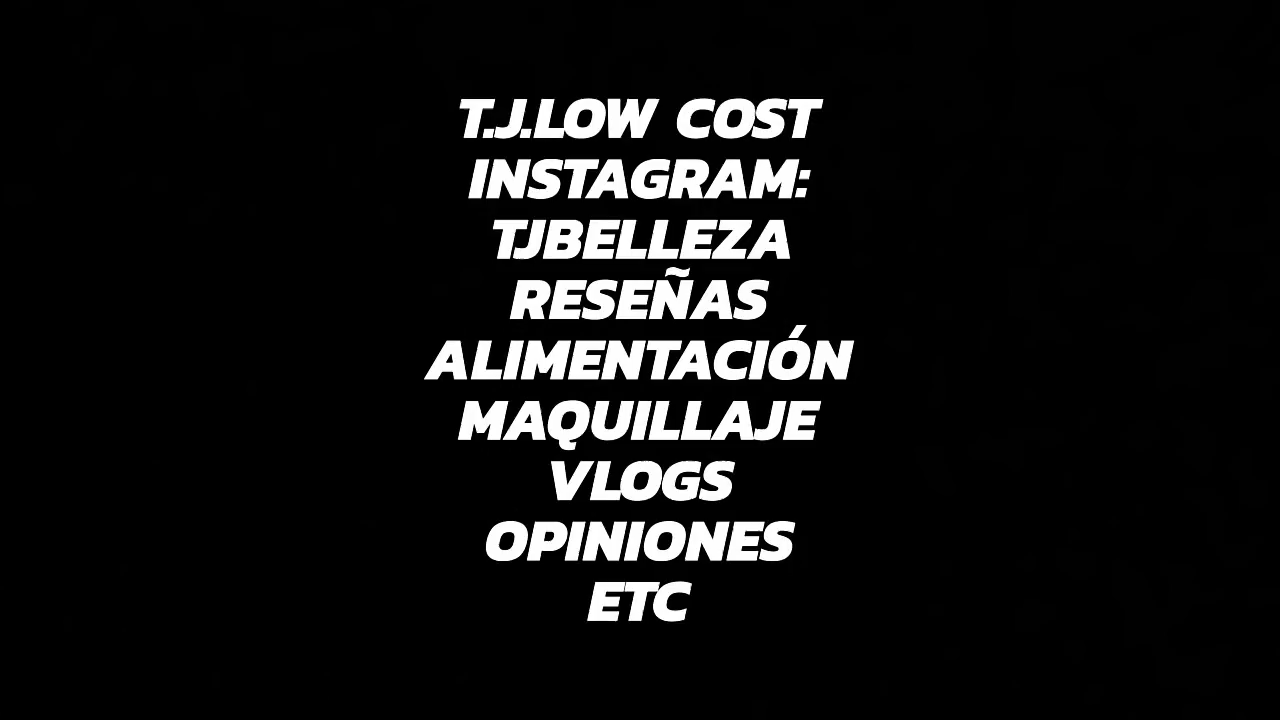 T.J.LOW COST
INSTAGRAM:
TJBELLEZA
RESEÑAS
ALIMENTACIÓN
MAQUILLAJE
VLOGS
OPINIONES
ETC